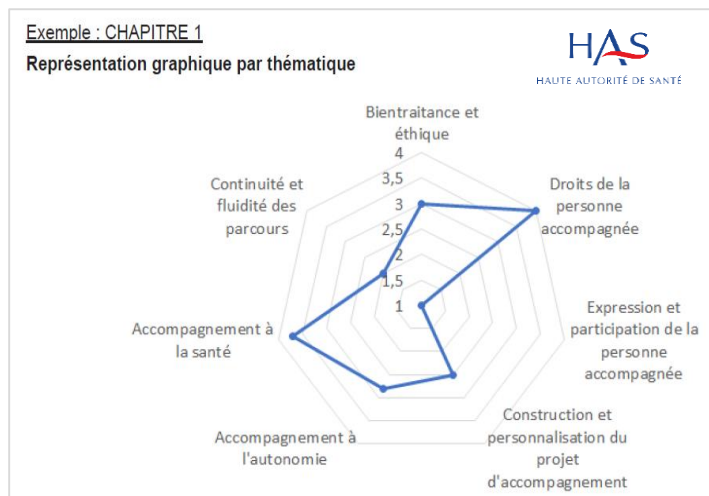 Exemple : CHAPITRE 1
Représentation graphique par thématique
HAS
HAUTE AUTORITÉ DE SANTÉ
Bientraitance et
éthique
4
3,5
3
2,5
2
1,5
1
Droits de la
personne
accompagnée
Expression et
participation de la
personne
accompagnée
Construction et
personnalisation du
projet
d'accompagnement
Accompagnement à
l'autonomie
Accompagnement à
la santé
Continuité et
fluidité des
parcours